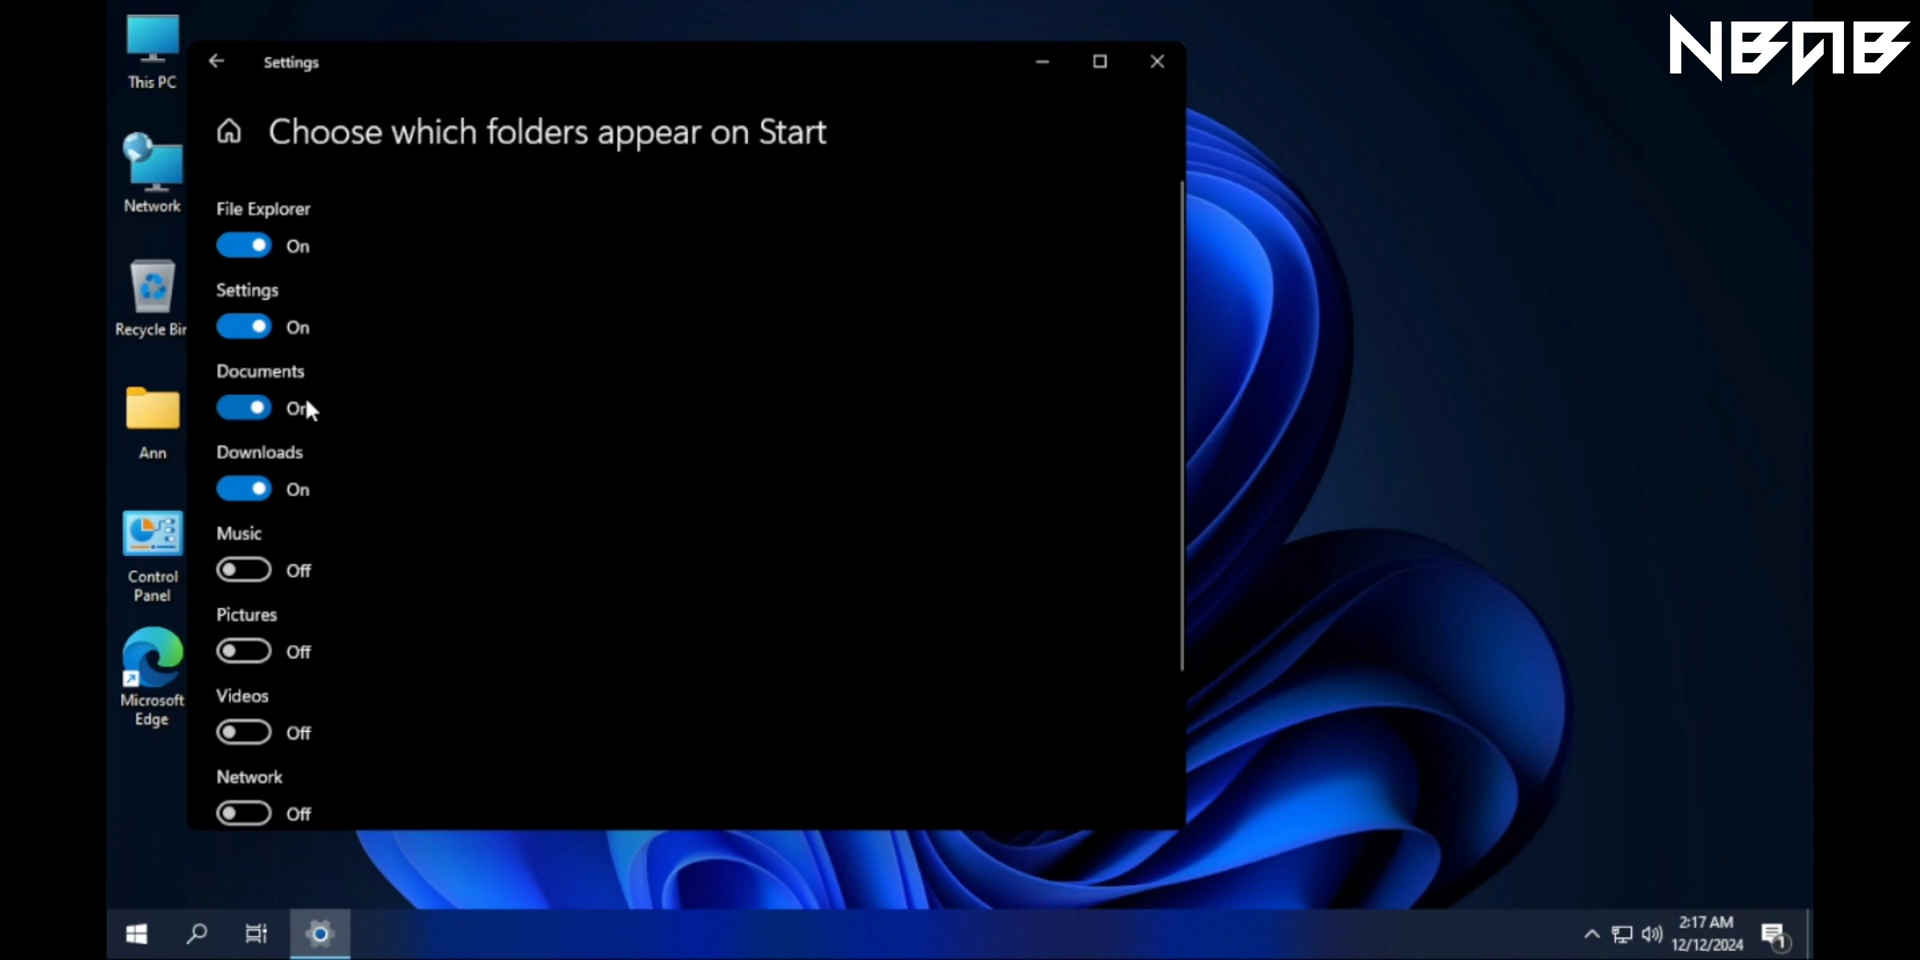 NBAB
This PC
Network
Recycle Bin
Ann
Control
Panel
Microsoft
Edge
Settings
Choose which folders appear on Start
File Explorer
On
Settings
On
Documents
On
Downloads
On
Music
Off
Pictures
Off
Videos
Off
Network
Off
2:17 AM
12/12/2024
1